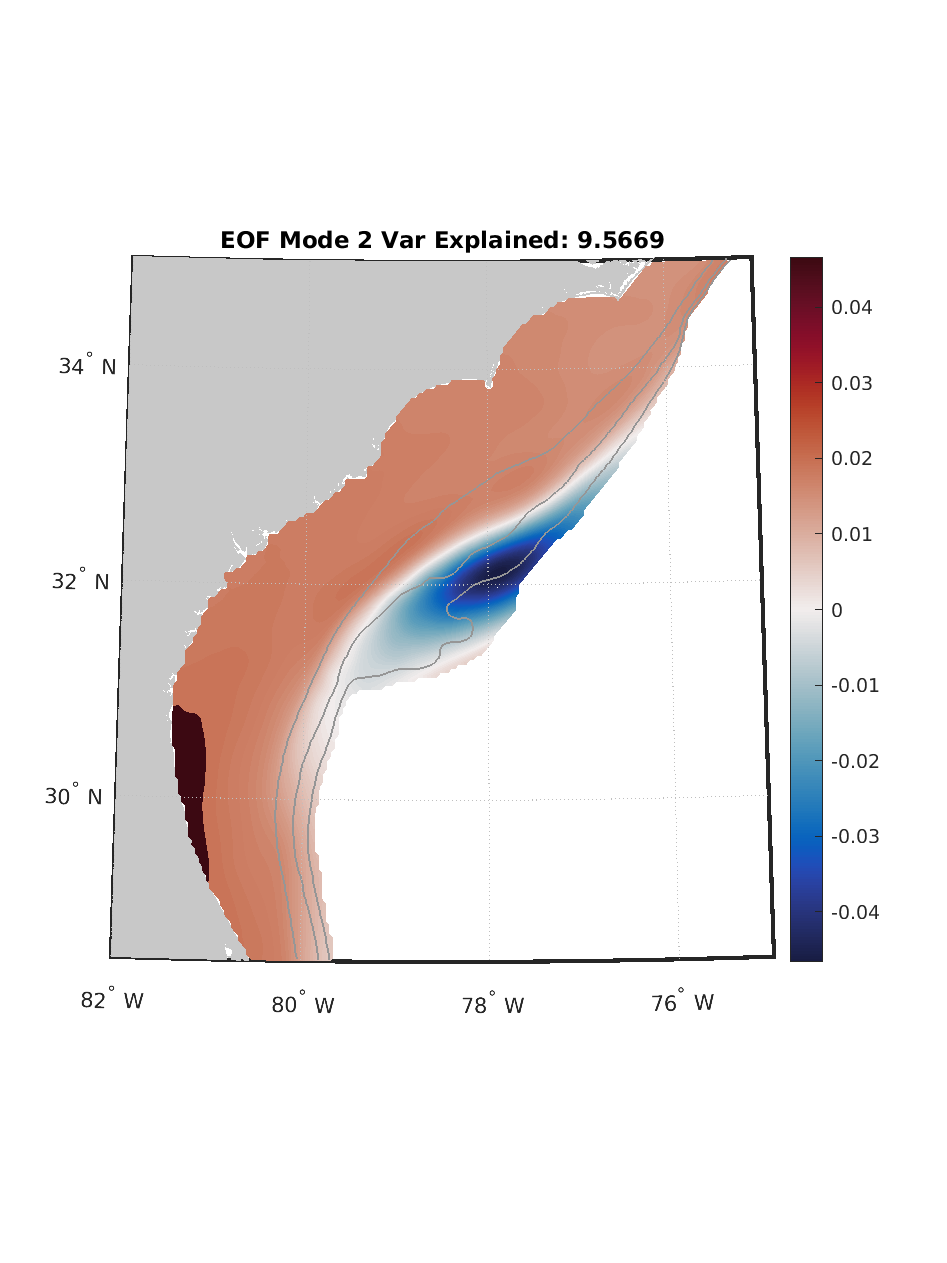 EOF Mode 2 Var Explained: 9.5669
34° N
32° N
30° N
82° W
80° W
78° W
76° W
0.04
0.03
0.02
0.01
0
-0.01
-0.02
-0.03
-0.04